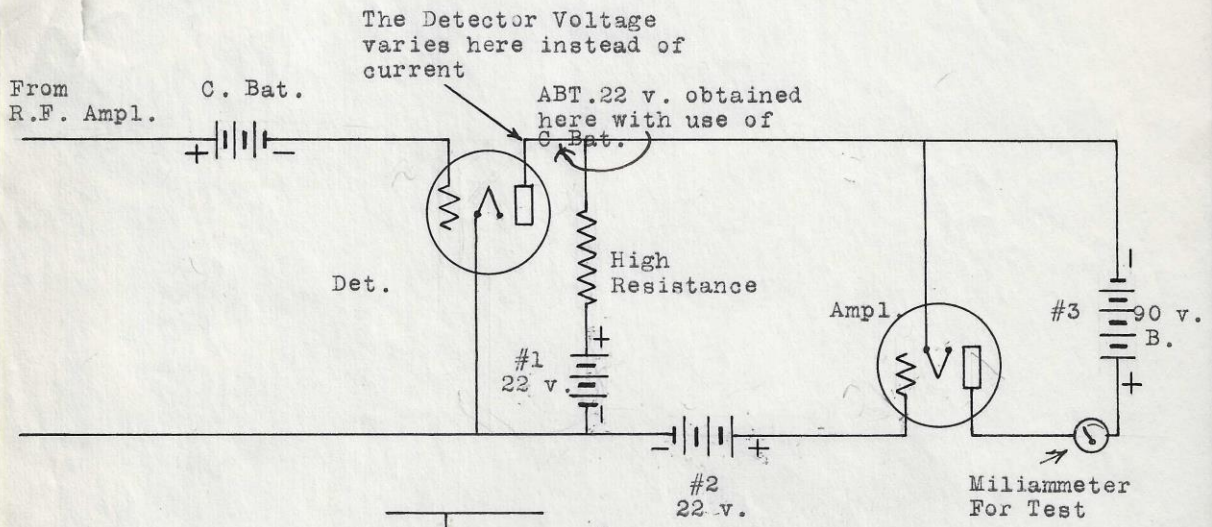 The Detector Voltage
varies here instead of
current
From
R.F. Ampl.
C. Bat.
ABT.22 v. obtained
here with use of
C Bat.
+
-
Det.
High
Resistance
Ampl.
#3
-
90 v.
B.
+
#1
22 v.
+
-
-
+
#2
22 v.
Miliammeter
For Test